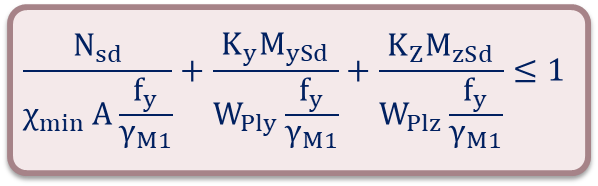 N_sd / (χ_min A f_y/γ_M1) + K_y M_ySd / (W_Ply f_y/γ_M1) + K_Z M_zSd / (W_Plz f_y/γ_M1) ≤ 1